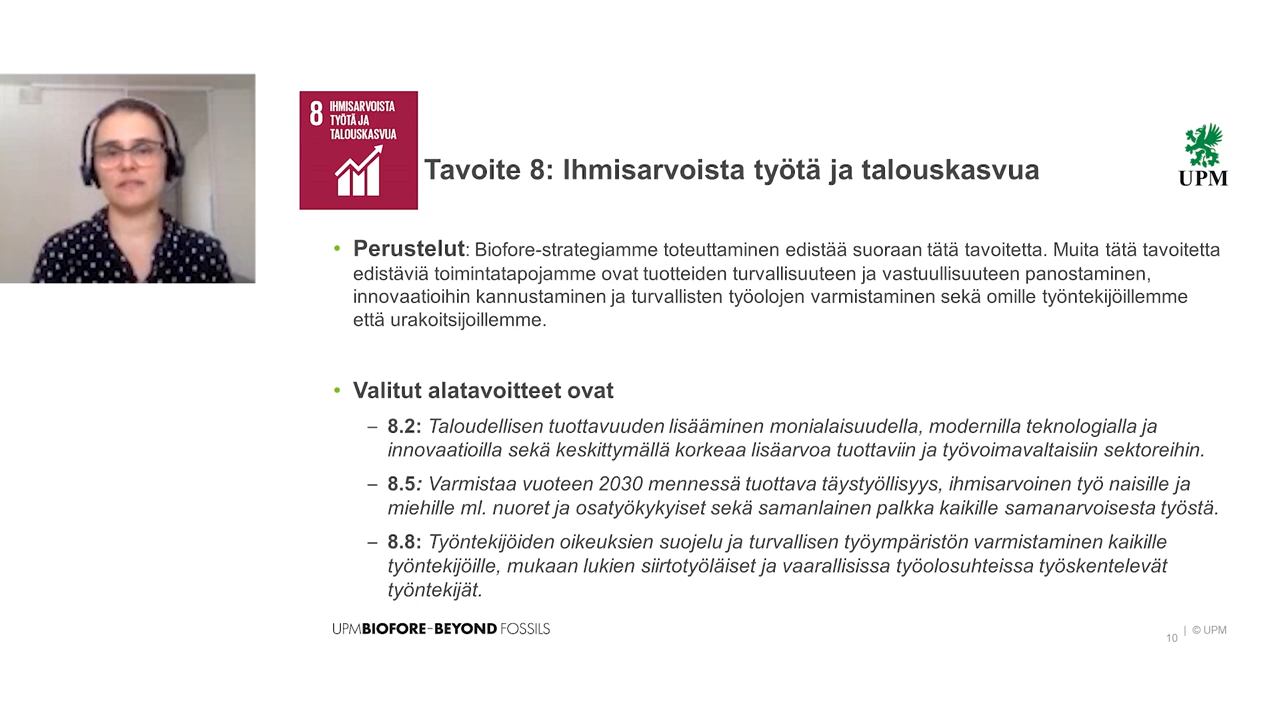 8 IHMISARVOISTA
TYÖTÄ JA
TALOUSKASVUA
Tavoite 8: Ihmisarvoista työtä ja talouskasvua
UPM
• Perustelut: Biofore-strategiamme toteuttaminen edistää suoraan tätä tavoitetta. Muita tätä tavoitetta
edistäviä toimintatapojamme ovat tuotteiden turvallisuuteen ja vastuullisuuteen panostaminen,
innovaatioihin kannustaminen ja turvallisten työolojen varmistaminen sekä omille työntekijöillemme
että urakoitsijoillemme.
• Valitut alatavoitteet ovat
– 8.2: Taloudellisen tuottavuuden lisääminen monialaisuudella, modernilla teknologialla ja
innovaatioilla sekä keskittymällä korkeaa lisäarvoa tuottaviin ja työvoimavaltaisiin sektoreihin.
– 8.5: Varmistaa vuoteen 2030 mennessä tuottava täystyöllisyys, ihmisarvoinen työ naisille ja
miehille ml. nuoret ja osatyökykyiset sekä samanlainen palkka kaikille samanarvoisesta työstä.
– 8.8: Työntekijöiden oikeuksien suojelu ja turvallisen työympäristön varmistaminen kaikille
työntekijöille, mukaan lukien siirtotyöläiset ja vaarallisissa työolosuhteissa työskentelevät
työntekijät.
UPM BIOFORE–BEYOND FOSSILS
10 | © UPM